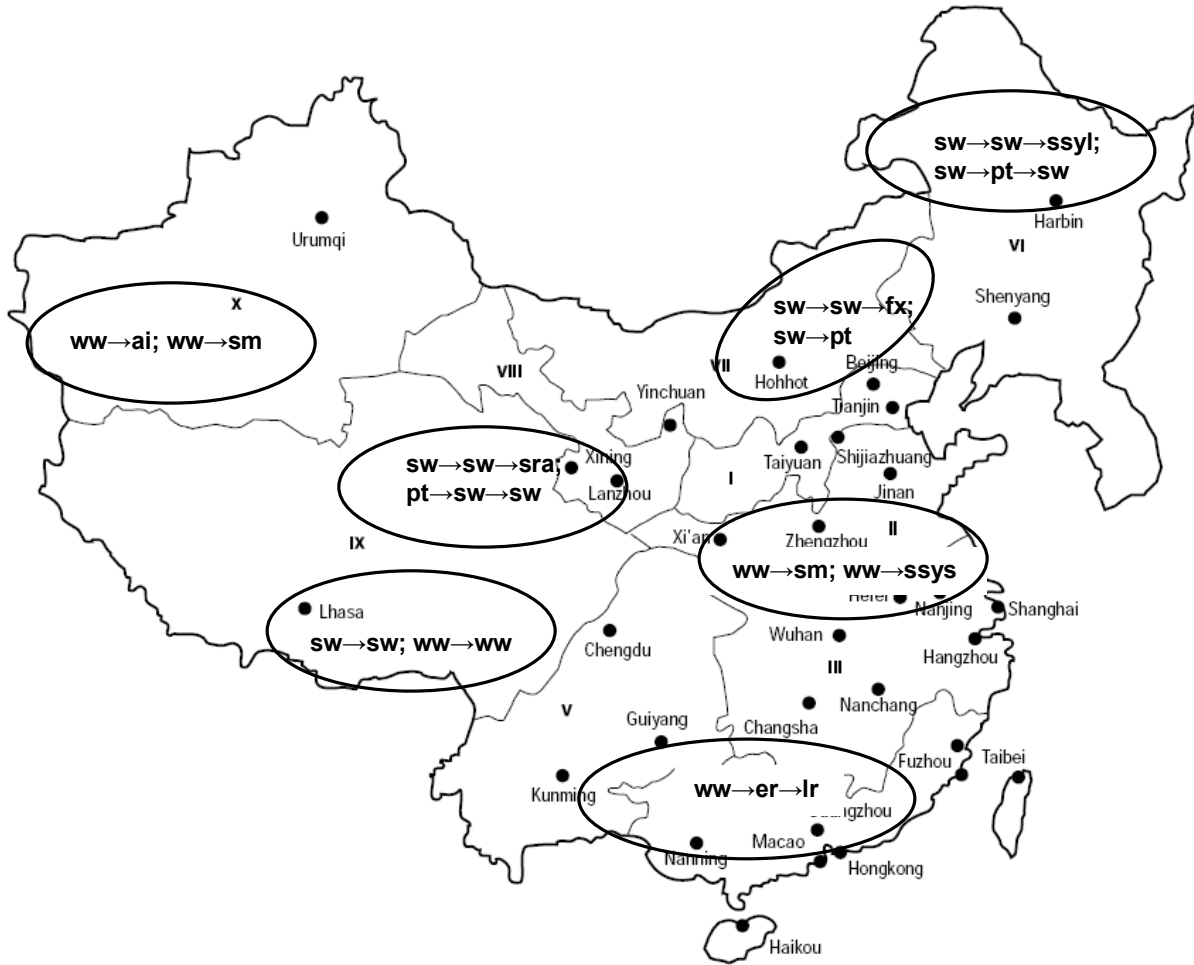 sw→sw→ssyl;
sw→pt→sw
Harbin
Urumqi
VI
Shenyang
X
ww→ai; ww→sm
sw→sw→fx;
sw→pt
VII
Hohhot
Beijing
Tianjin
VIII
Yinchuan
Taiyuan
Shijiazhuang
Jinan
sw→sw→sra;
pt→sw→sw
Xining
Lanzhou
I
IX
Xi'an
Zhengzhou
II
ww→sm; ww→ssys
Nanjing
Shanghai
Lhasa
sw→sw; ww→ww
Chengdu
Wuhan
Hangzhou
III
Nanchang
Changsha
V
Guiyang
Kunming
Fuzhou
Taibei
ww→er→lr
Macao
Nanning
Hongkong
Haikou